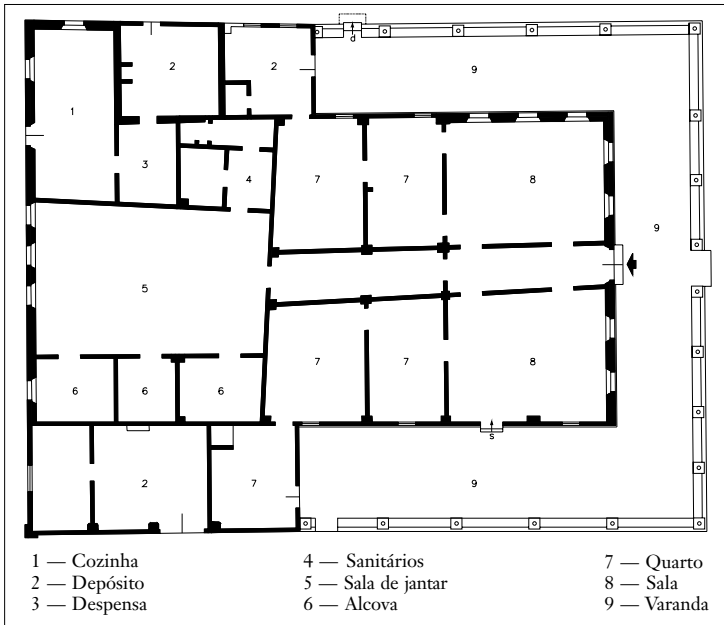 d
2
2
9
1
3
4
7
7
8
9
5
7
7
8
6
6
6
s
2
7
9
1 — Cozinha
2 — Depósito
3 — Despensa
4 — Sanitários
5 — Sala de jantar
6 — Alcova
7 — Quarto
8 — Sala
9 — Varanda